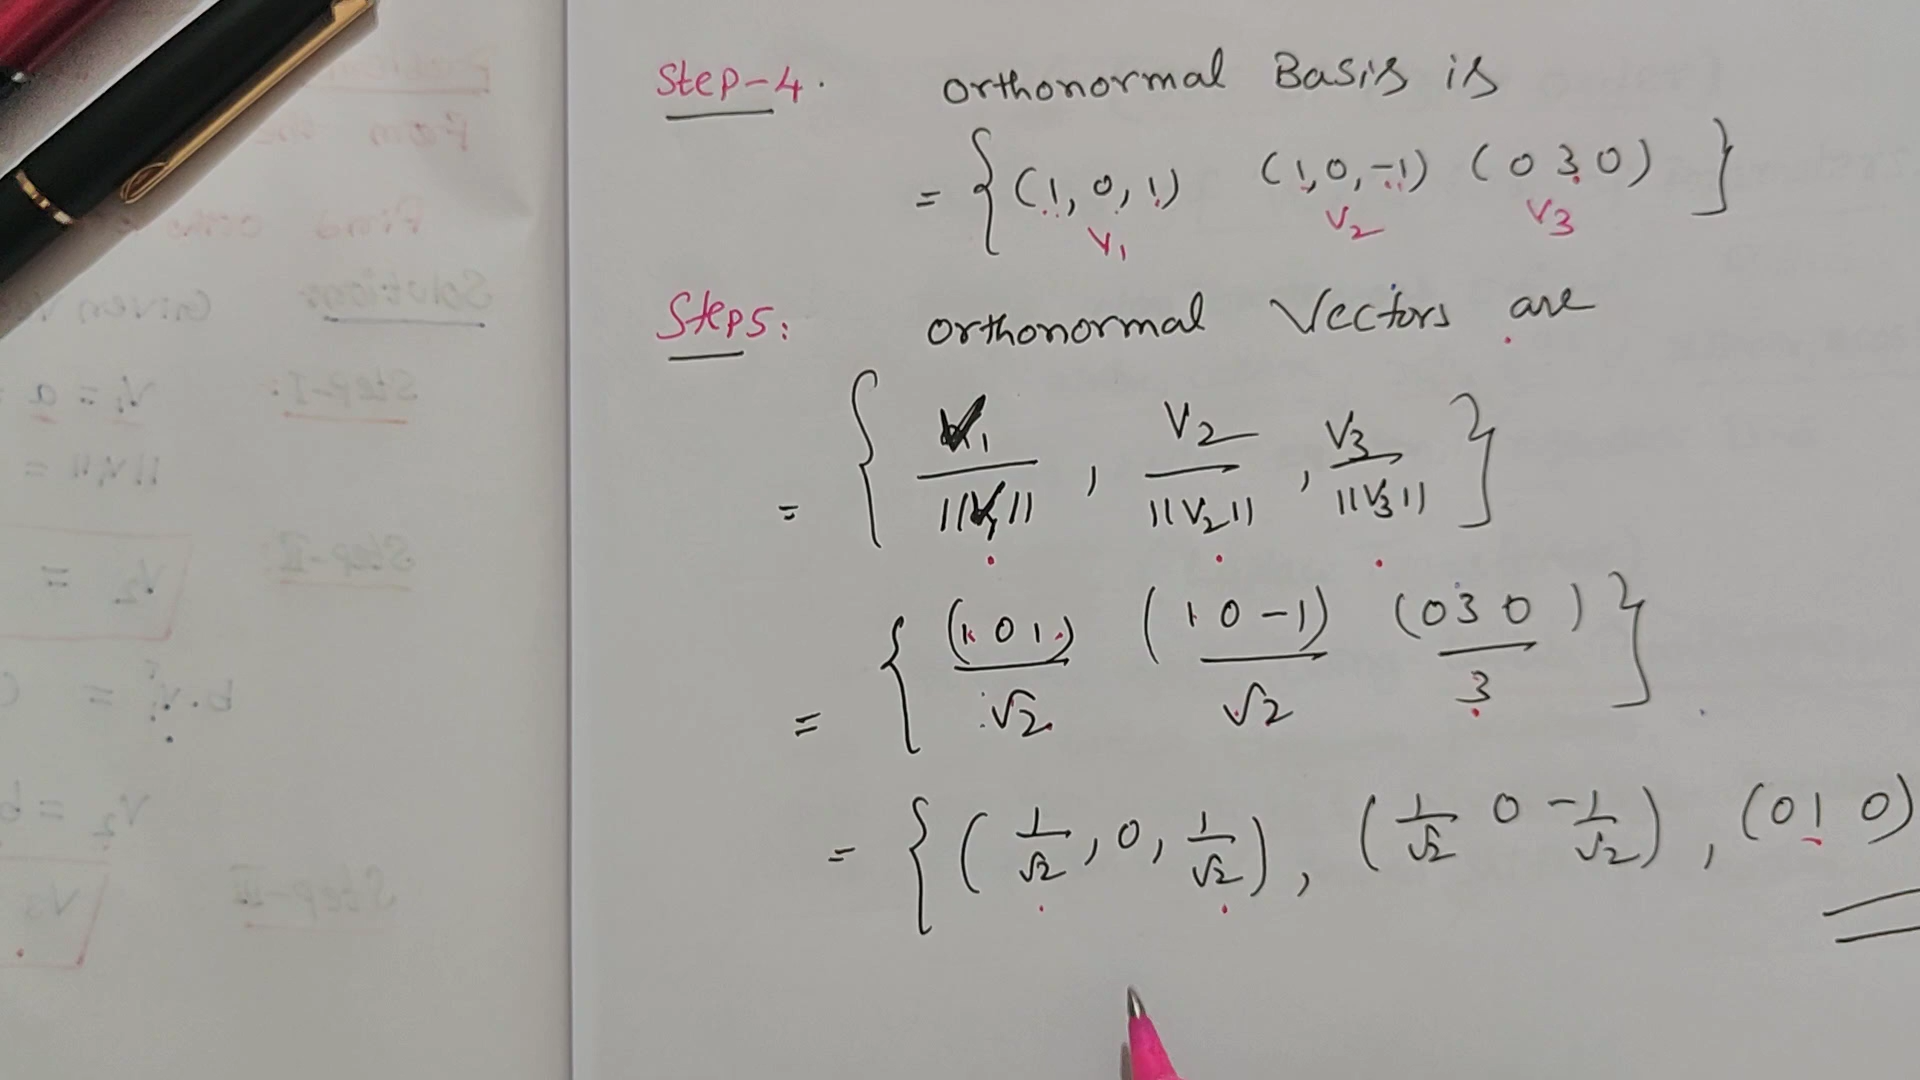 Step-4. Orthonormal Basis is
= { (1, 0, 1) (1, 0, -1) (0 3 0) }
V1 V2 V3
Step5: Orthonormal Vectors are
= { V1/||V1|| , V2/||V2|| , V3/||V3|| }
= { (1 0 1)/√2 (1 0 -1)/√2 (0 3 0)/3 }
= { (1/√2, 0, 1/√2), (1/√2 0 -1/√2), (0 1 0)